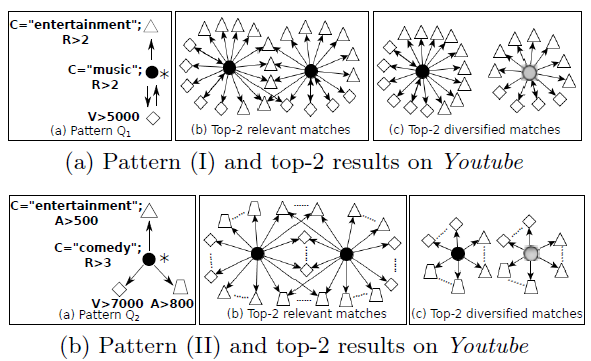 C="entertainment";
R>2
C="music";
R>2
*
V>5000
(a) Pattern Q1
(b) Top-2 relevant matches
(c) Top-2 diversified matches
(a) Pattern (I) and top-2 results on Youtube
C="entertainment";
A>500
C="comedy";
R>3
*
V>7000 A>800
(a) Pattern Q2
(b) Top-2 relevant matches
(c) Top-2 diversified matches
(b) Pattern (II) and top-2 results on Youtube